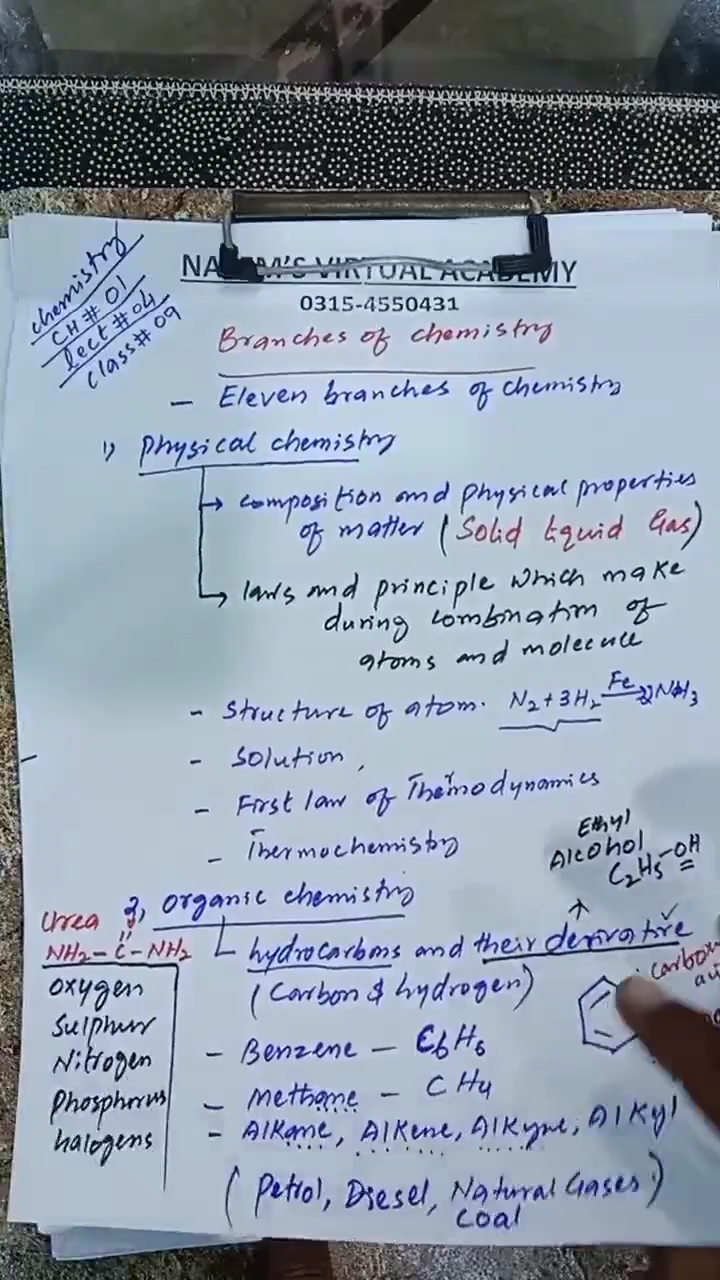 chemistry
CH # 01
lect # 04
class # 09
VIRTUAL ACADEMY
0315-4550431
Branches of chemistry
- Eleven branches of chemistry
1) Physical chemistry
→ composition and physical properties
of matter (Solid liquid Gas)
→ laws and principle which make
during combination of
atoms and molecule
- Structure of atom. N2 + 3H2 Fe→ 2NH3
- Solution,
- First law of Thermodynamics
- Thermochemistry
Ethyl
Alcohol
C2H5-OH
2, organic chemistry
hydrocarbons and their derivative
(Carbon & hydrogen)
- Benzene - C6H6
- Methane - CH4
- Alkane, Alkene, Alkyne, Alkyl
(Petrol, Diesel, Natural Gases)
Coal
Urea
O
NH2-C-NH2
oxygen
Sulphur
Nitrogen
Phosphorus
halogens